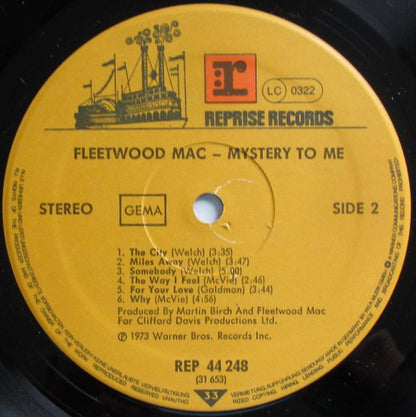 r
LC 0322
REPRISE RECORDS
FLEETWOOD MAC – MYSTERY TO ME
STEREO
GEMA
SIDE 2
1. The City (Welch) (3:35)
2. Miles Away (Welch) (3:47)
3. Somebody (Welch) (5.00)
4. The Way I Feel (McVie) (2:46)
5. For Your Love (Goldman) (3:44)
6. Why (McVie) (4:56)
Produced By Martin Birch And Fleetwood Mac
For Clifford Davis Productions Ltd.
Ⓟ 1973 Warner Bros. Records Inc.
REP 44 248
(31 653)
33